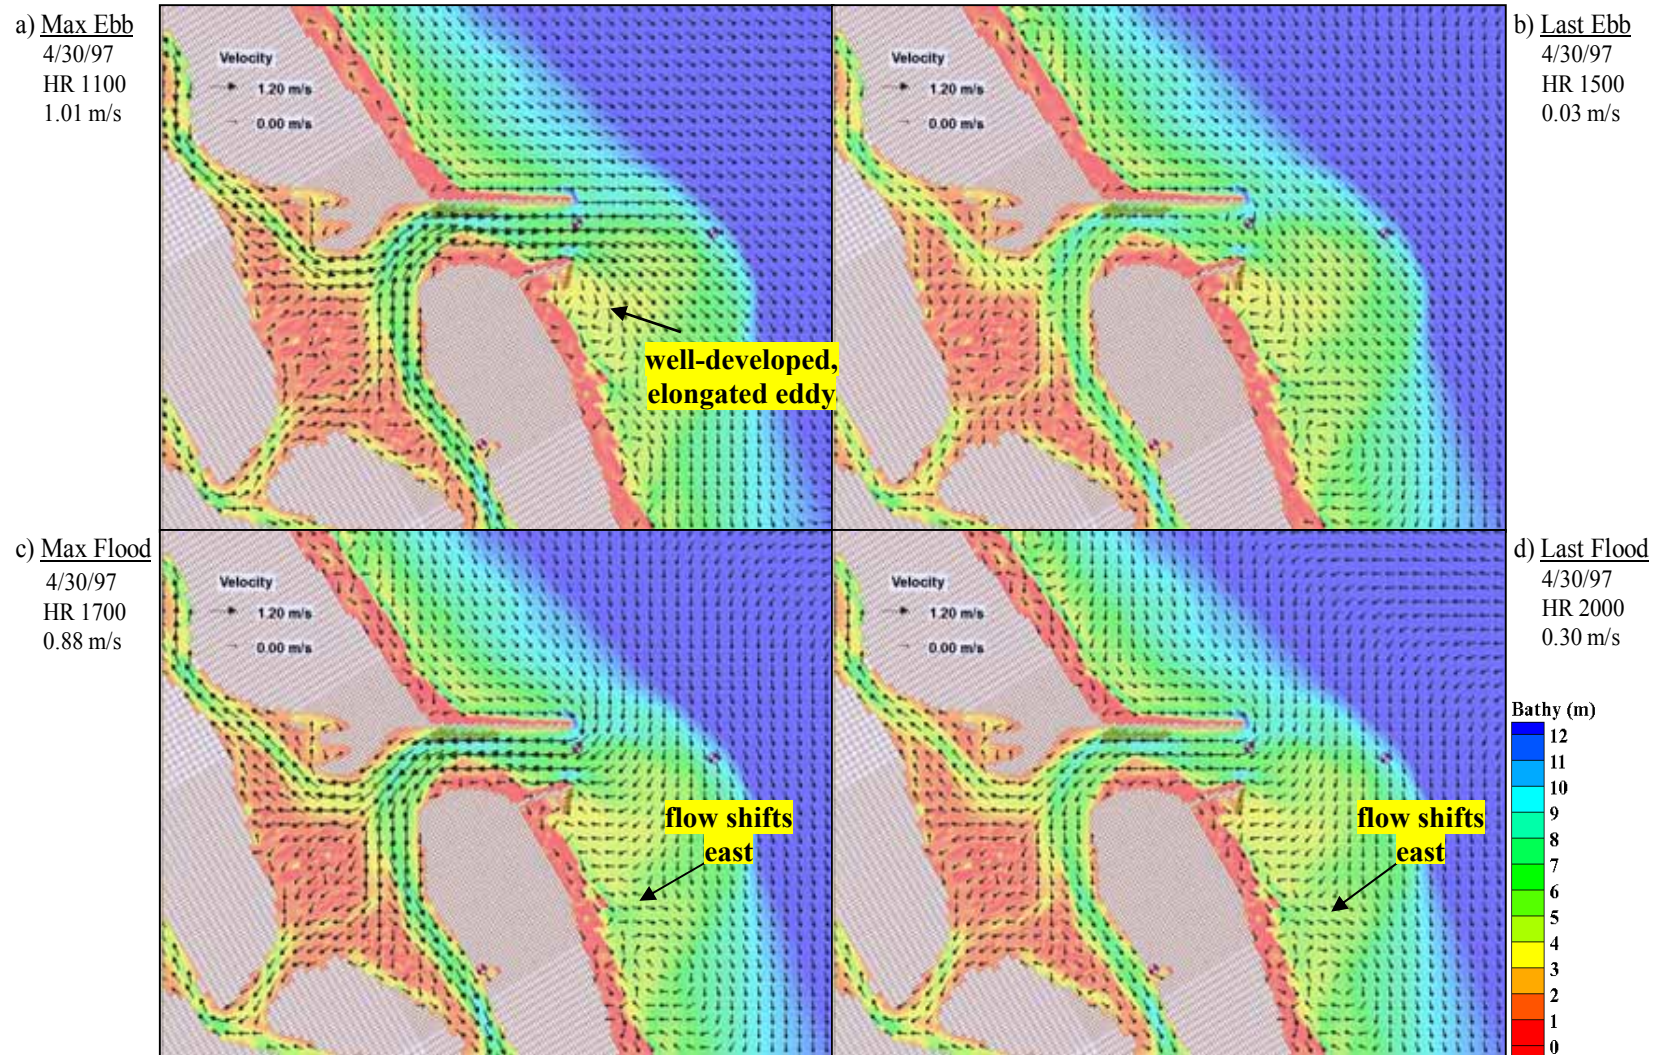 a) Max Ebb
4/30/97
HR 1100
1.01 m/s
Velocity
1.20 m/s
0.00 m/s
well-developed,
elongated eddy
Velocity
1.20 m/s
0.00 m/s
b) Last Ebb
4/30/97
HR 1500
0.03 m/s
c) Max Flood
4/30/97
HR 1700
0.88 m/s
Velocity
1.20 m/s
0.00 m/s
flow shifts
east
Velocity
1.20 m/s
0.00 m/s
flow shifts
east
d) Last Flood
4/30/97
HR 2000
0.30 m/s
Bathy (m)
12
11
10
9
8
7
6
5
4
3
2
1
0